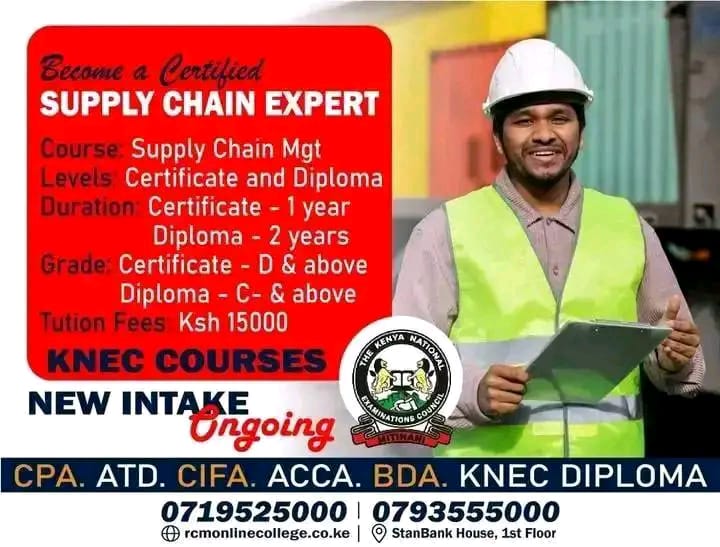 Become a Certified
SUPPLY CHAIN EXPERT
Course: Supply Chain Mgt
Levels: Certificate and Diploma
Duration: Certificate - 1 year
Diploma - 2 years
Grade: Certificate - D & above
Diploma - C- & above
Tution Fees: Ksh 15000
KNEC COURSES
NEW INTAKE
Ongoing
THE KENYA NATIONAL
EXAMINATIONS COUNCIL
MITIHANI
CPA. ATD. CIFA. ACCA. BDA. KNEC DIPLOMA
0719525000 | 0793555000
rcmonlinecollege.co.ke | StanBank House, 1st Floor